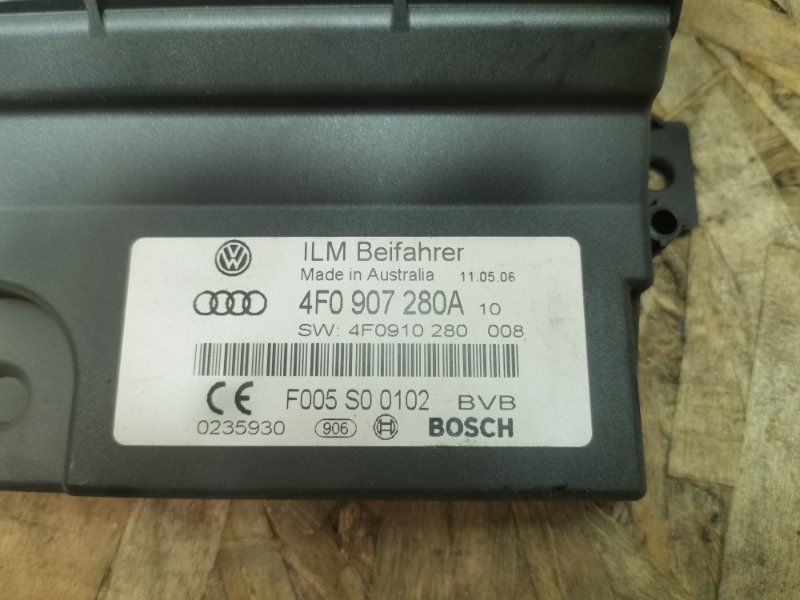 ILM Beifahrer
Made in Australia 11.05.06
4F0 907 280A 10
SW: 4F0910 280 008
CE F005 S0 0102 BVB
0235930 906 BOSCH